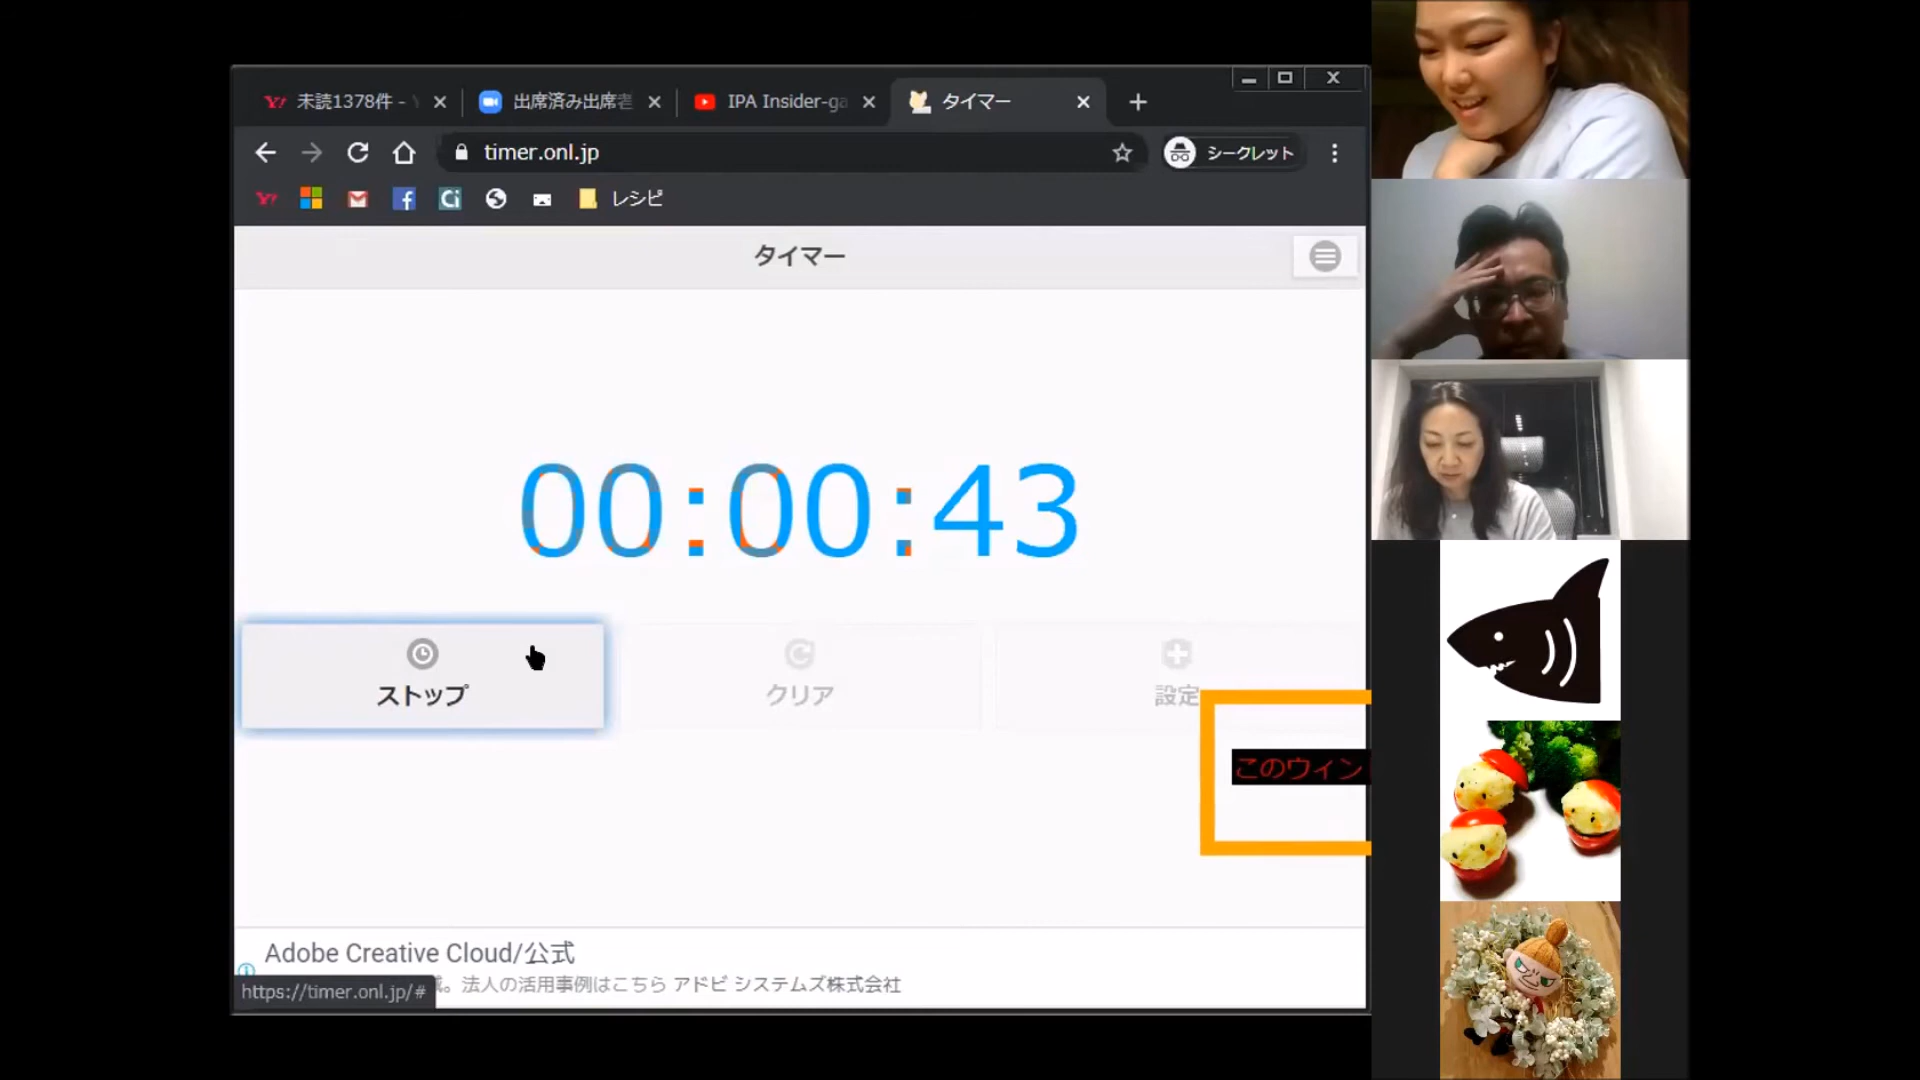 未読1378件 -
出席済み出席者
IPA Insider-ga
タイマー
timer.onl.jp
シークレット
レシピ
タイマー
00:00:43
ストップ
クリア
設定
このウィン
Adobe Creative Cloud/公式
。法人の活用事例はこちら アドビ システムズ株式会社
https://timer.onl.jp/#